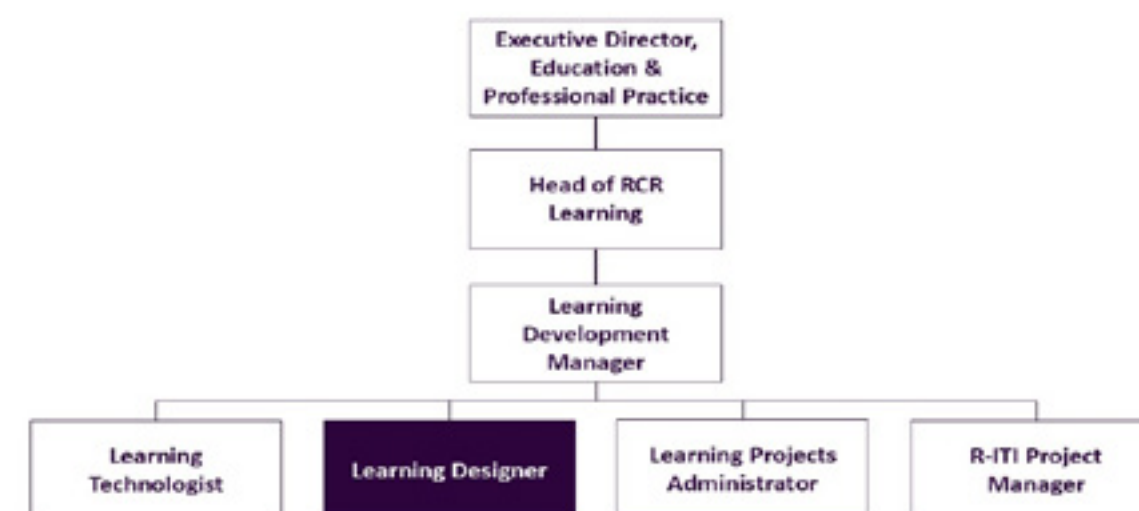 Executive Director,
Education &
Professional Practice
Head of RCR
Learning
Learning
Development
Manager
Learning
Technologist
Learning Designer
Learning Projects
Administrator
R-ITI Project
Manager